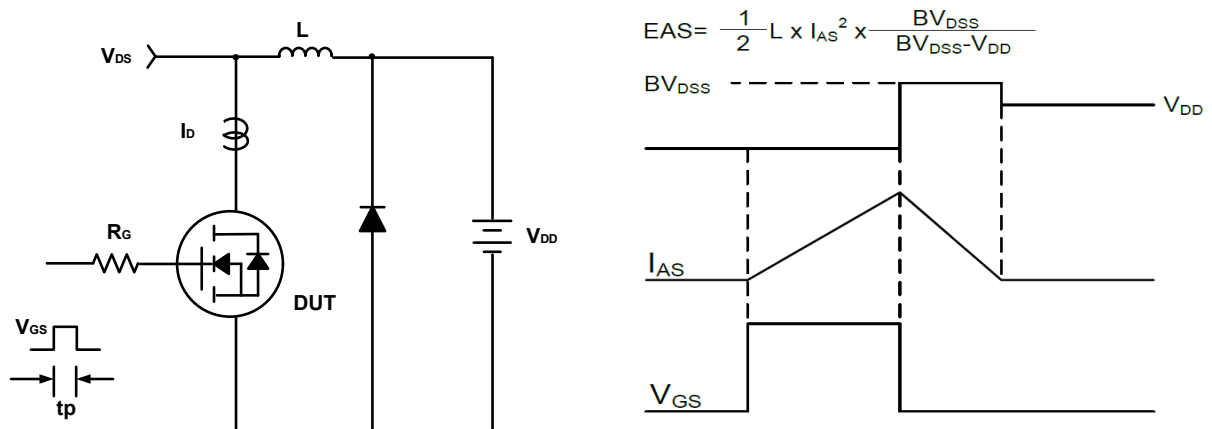 L
VDS
ID
RG
VDD
DUT
VGS
tp
EAS= 1/2 L x IAS² x BVDSS/BVDSS-VDD
BVDSS
VDD
IAS
VGS